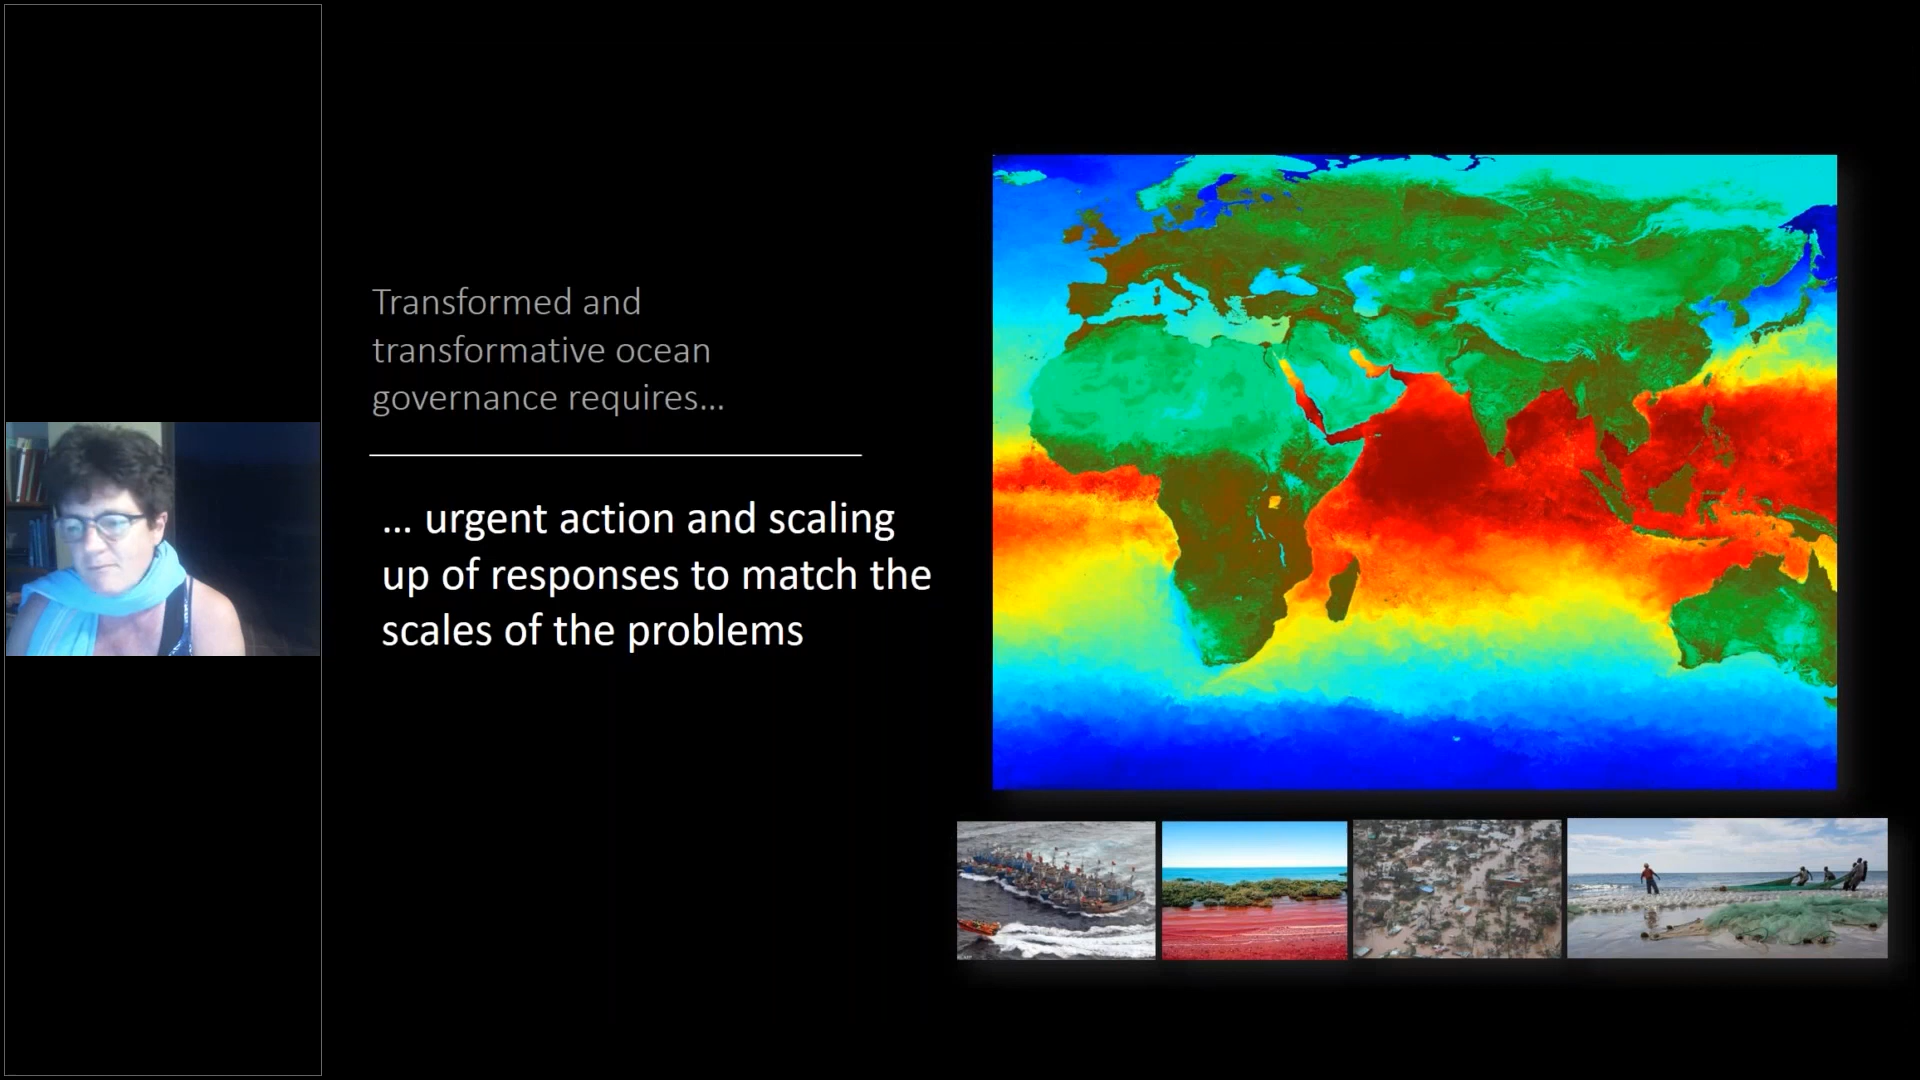 Transformed and
transformative ocean
governance requires...
... urgent action and scaling
up of responses to match the
scales of the problems